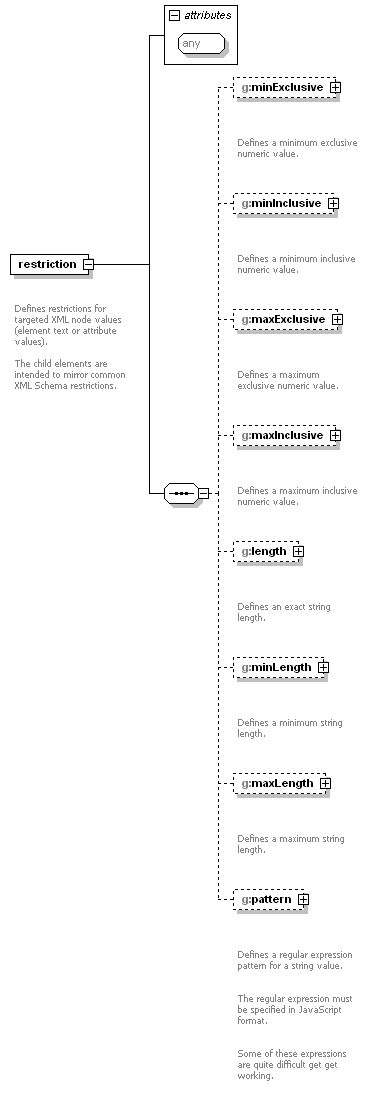 attributes
any
g:minExclusive
Defines a minimum exclusive
numeric value.
g:minInclusive
Defines a minimum inclusive
numeric value.
restriction
Defines restrictions for
targeted XML node values
(element text or attribute
values).
The child elements are
intended to mirror common
XML Schema restrictions.
g:maxExclusive
Defines a maximum
exclusive numeric value.
g:maxInclusive
Defines a maximum inclusive
numeric value.
g:length
Defines an exact string
length.
g:minLength
Defines a minimum string
length.
g:maxLength
Defines a maximum string
length.
g:pattern
Defines a regular expression
pattern for a string value.
The regular expression must
be specified in JavaScript
format.
Some of these expressions
are quite difficult get get
working.